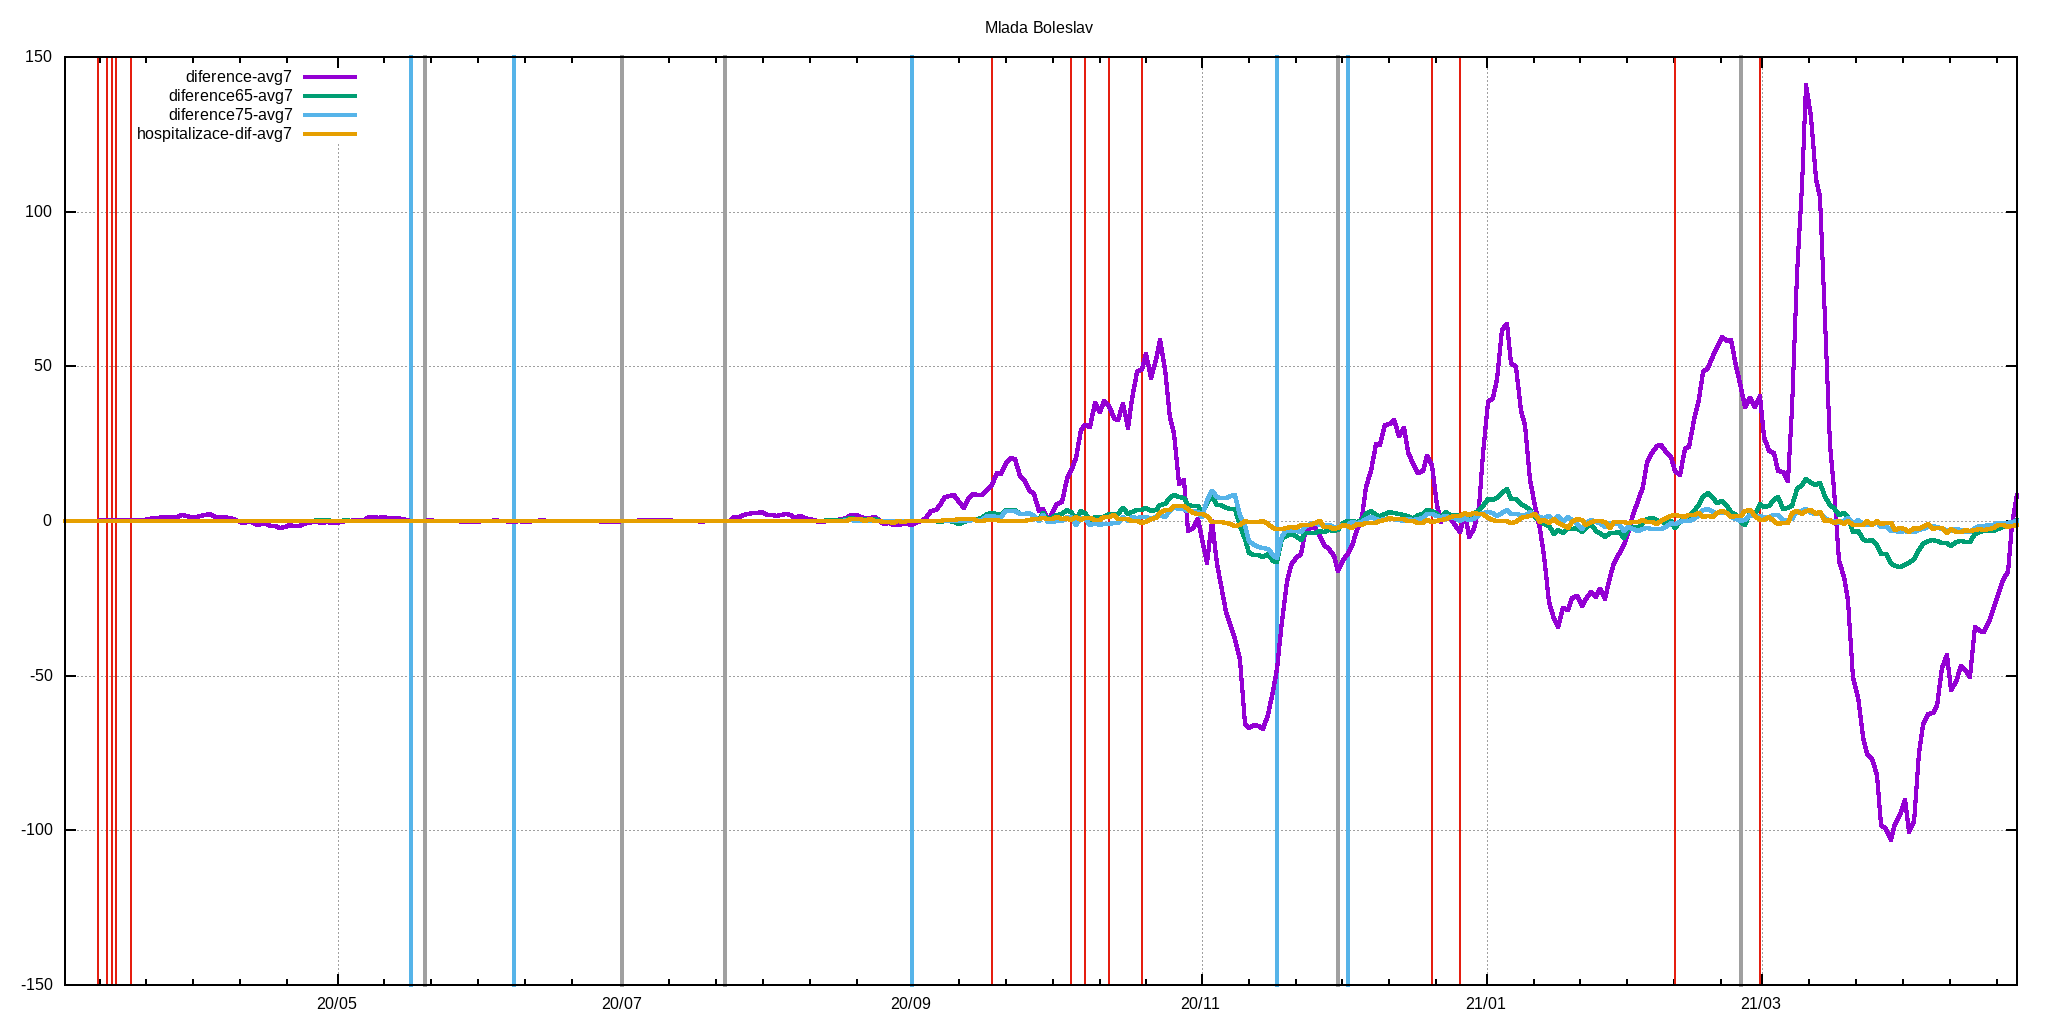 Mlada Boleslav
150
100
50
0
-50
-100
-150
diference-avg7
diference65-avg7
diference75-avg7
hospitalizace-dif-avg7
20/05
20/07
20/09
20/11
21/01
21/03